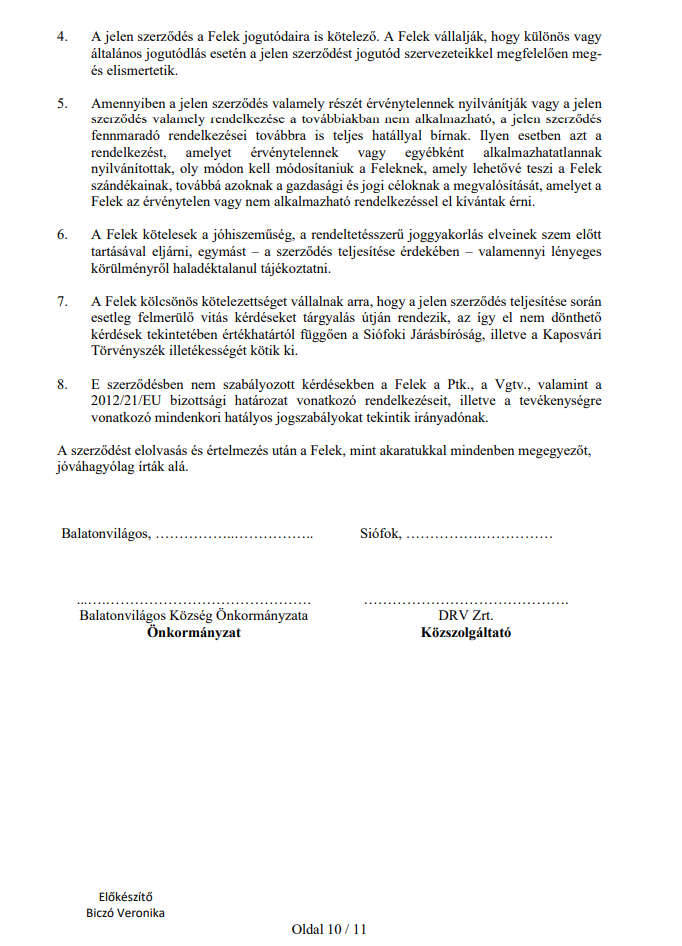 4. A jelen szerződés a Felek jogutódaira is kötelező. A Felek vállalják, hogy különös vagy
általános jogutódlás esetén a jelen szerződést jogutód szervezeteikkel megfelelően meg-
és elismertetik.
5. Amennyiben a jelen szerződés valamely részét érvénytelennek nyilvánítják vagy a jelen
szerződés valamely rendelkezése a továbbiakban nem alkalmazható, a jelen szerződés
fennmaradó rendelkezései továbbra is teljes hatállyal bírnak. Ilyen esetben azt a
rendelkezést, amelyet érvénytelennek vagy egyébként alkalmazhatatlannak
nyilvánítottak, oly módon kell módosítaniuk a Feleknek, amely lehetővé teszi a Felek
szándékainak, továbbá azoknak a gazdasági és jogi céloknak a megvalósítását, amelyet a
Felek az érvénytelen vagy nem alkalmazható rendelkezéssel el kívántak érni.
6. A Felek kötelesek a jóhiszeműség, a rendeltetésszerű joggyakorlás elveinek szem előtt
tartásával eljárni, egymást – a szerződés teljesítése érdekében – valamennyi lényeges
körülményről haladéktalanul tájékoztatni.
7. A Felek kölcsönös kötelezettséget vállalnak arra, hogy a jelen szerződés teljesítése során
esetleg felmerülő vitás kérdéseket tárgyalás útján rendezik, az így el nem dönthető
kérdések tekintetében értékhatártól függően a Siófoki Járásbíróság, illetve a Kaposvári
Törvényszék illetékességét kötik ki.
8. E szerződésben nem szabályozott kérdésekben a Felek a Ptk., a Vgtv., valamint a
2012/21/EU bizottsági határozat vonatkozó rendelkezéseit, illetve a tevékenységre
vonatkozó mindenkori hatályos jogszabályokat tekintik irányadónak.
A szerződést elolvasás és értelmezés után a Felek, mint akaratukkal mindenben megegyezőt,
jóváhagyólag írták alá.
Balatonvilágos, ……………..…………….. Siófok, …………….……………
...…..……………………………………. …………………………………….
Balatonvilágos Község Önkormányzata DRV Zrt.
Önkormányzat Közszolgáltató
Előkészítő
Biczó Veronika
Oldal 10 / 11